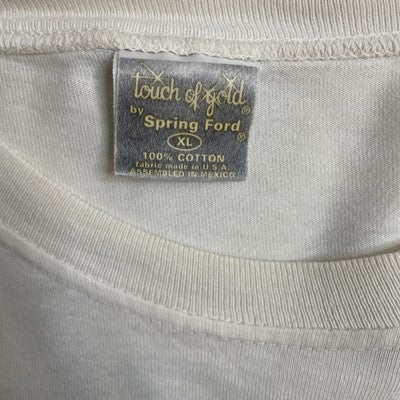 touch of gold®
by
Spring Ford®
XL
100% COTTON
fabric made in U.S.A.
ASSEMBLED IN MEXICO